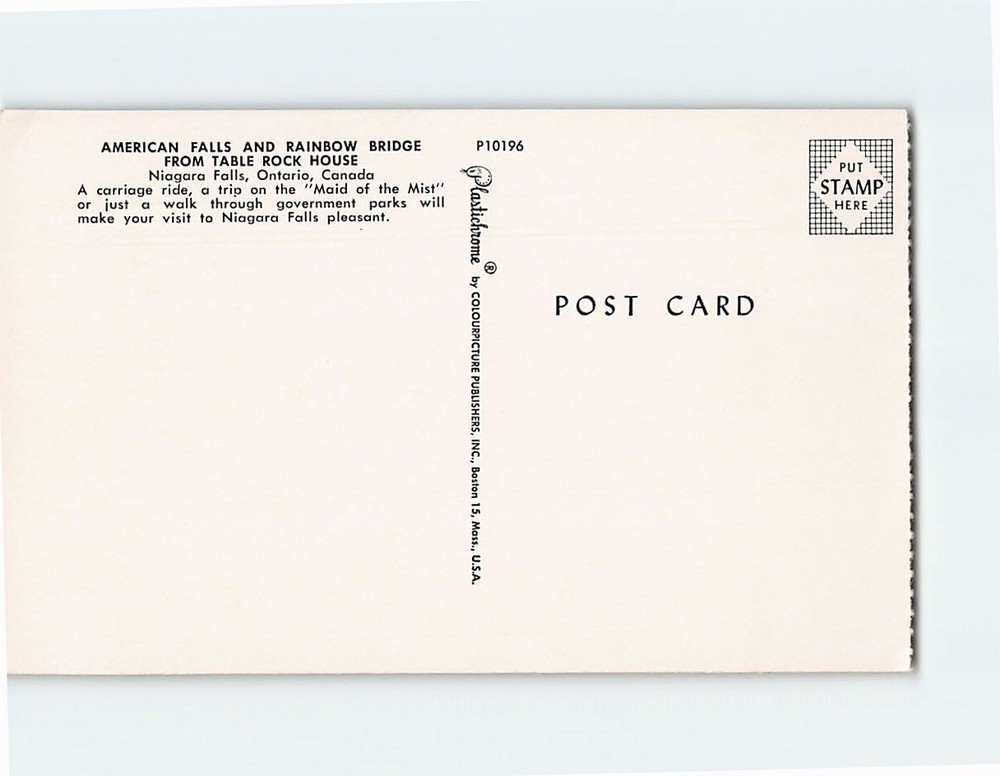 AMERICAN FALLS AND RAINBOW BRIDGE
FROM TABLE ROCK HOUSE
Niagara Falls, Ontario, Canada
A carriage ride, a trip on the "Maid of the Mist"
or just a walk through government parks will
make your visit to Niagara Falls pleasant.
P10196
Plastichrome ® by COLOURPICTURE PUBLISHERS, INC., Boston 15, Mass., U.S.A.
PUT
STAMP
HERE
POST CARD